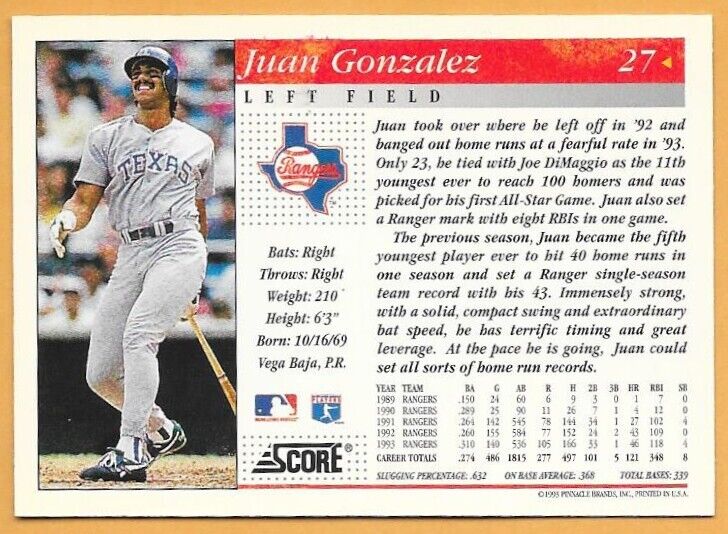 Juan Gonzalez 27
LEFT FIELD
TEXAS
Rangers
Juan took over where he left off in '92 and
banged out home runs at a fearful rate in '93.
Only 23, he tied with Joe DiMaggio as the 11th
youngest ever to reach 100 homers and was
picked for his first All-Star Game. Juan also set
a Ranger mark with eight RBIs in one game.
The previous season, Juan became the fifth
youngest player ever to hit 40 home runs in
one season and set a Ranger single-season
team record with his 43. Immensely strong,
with a solid, compact swing and extraordinary
bat speed, he has terrific timing and great
leverage. At the pace he is going, Juan could
set all sorts of home run records.
Bats: Right
Throws: Right
Weight: 210
Height: 6'3"
Born: 10/16/69
Vega Baja, P.R.
PLAYERS
SCORE®
YEAR TEAM BA G AB R H 2B 3B HR RBI SB
1989 RANGERS .150 24 60 6 9 3 0 1 7 0
1990 RANGERS .289 25 90 11 26 7 1 4 12 0
1991 RANGERS .264 142 545 78 144 34 1 27 102 4
1992 RANGERS .260 155 584 77 152 24 2 43 109 0
1993 RANGERS .310 140 536 105 166 33 1 46 118 4
CAREER TOTALS .274 486 1815 277 497 101 5 121 348 8
SLUGGING PERCENTAGE: .632 ON BASE AVERAGE: .368 TOTAL BASES: 339
©1993 PINNACLE BRANDS, INC., PRINTED IN U.S.A.